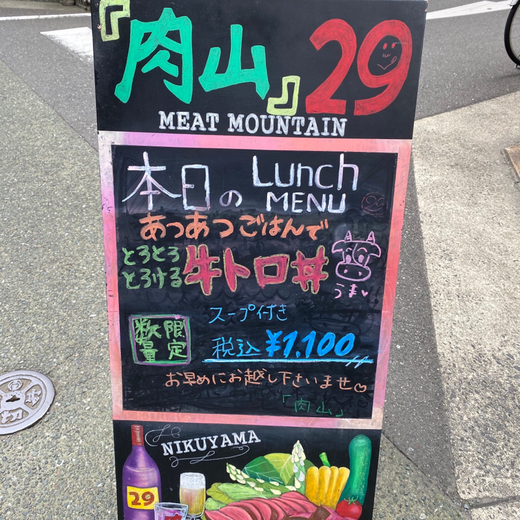 『肉山』29
MEAT MOUNTAIN
本日の Lunch MENU
あつあつごはんで
とろとろ
とろける
牛トロ丼
うま
スープ付き
数量限定
税込 ¥1,100
お早めにお越し下さいませ
「肉山」
NIKUYAMA
29